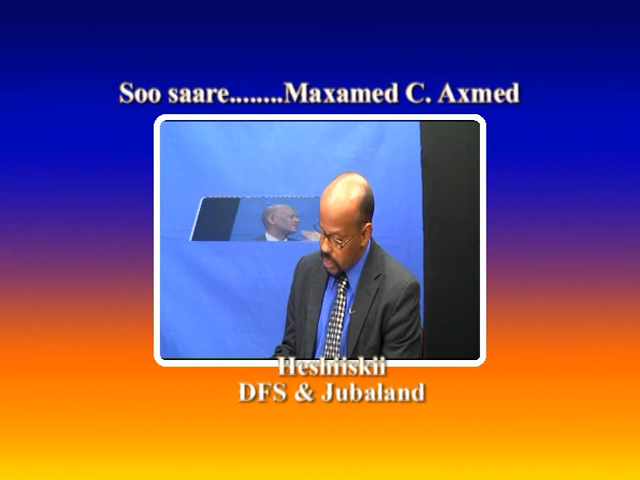 Soo saare........Maxamed C. Axmed
Heshiiskii
DFS & Jubaland